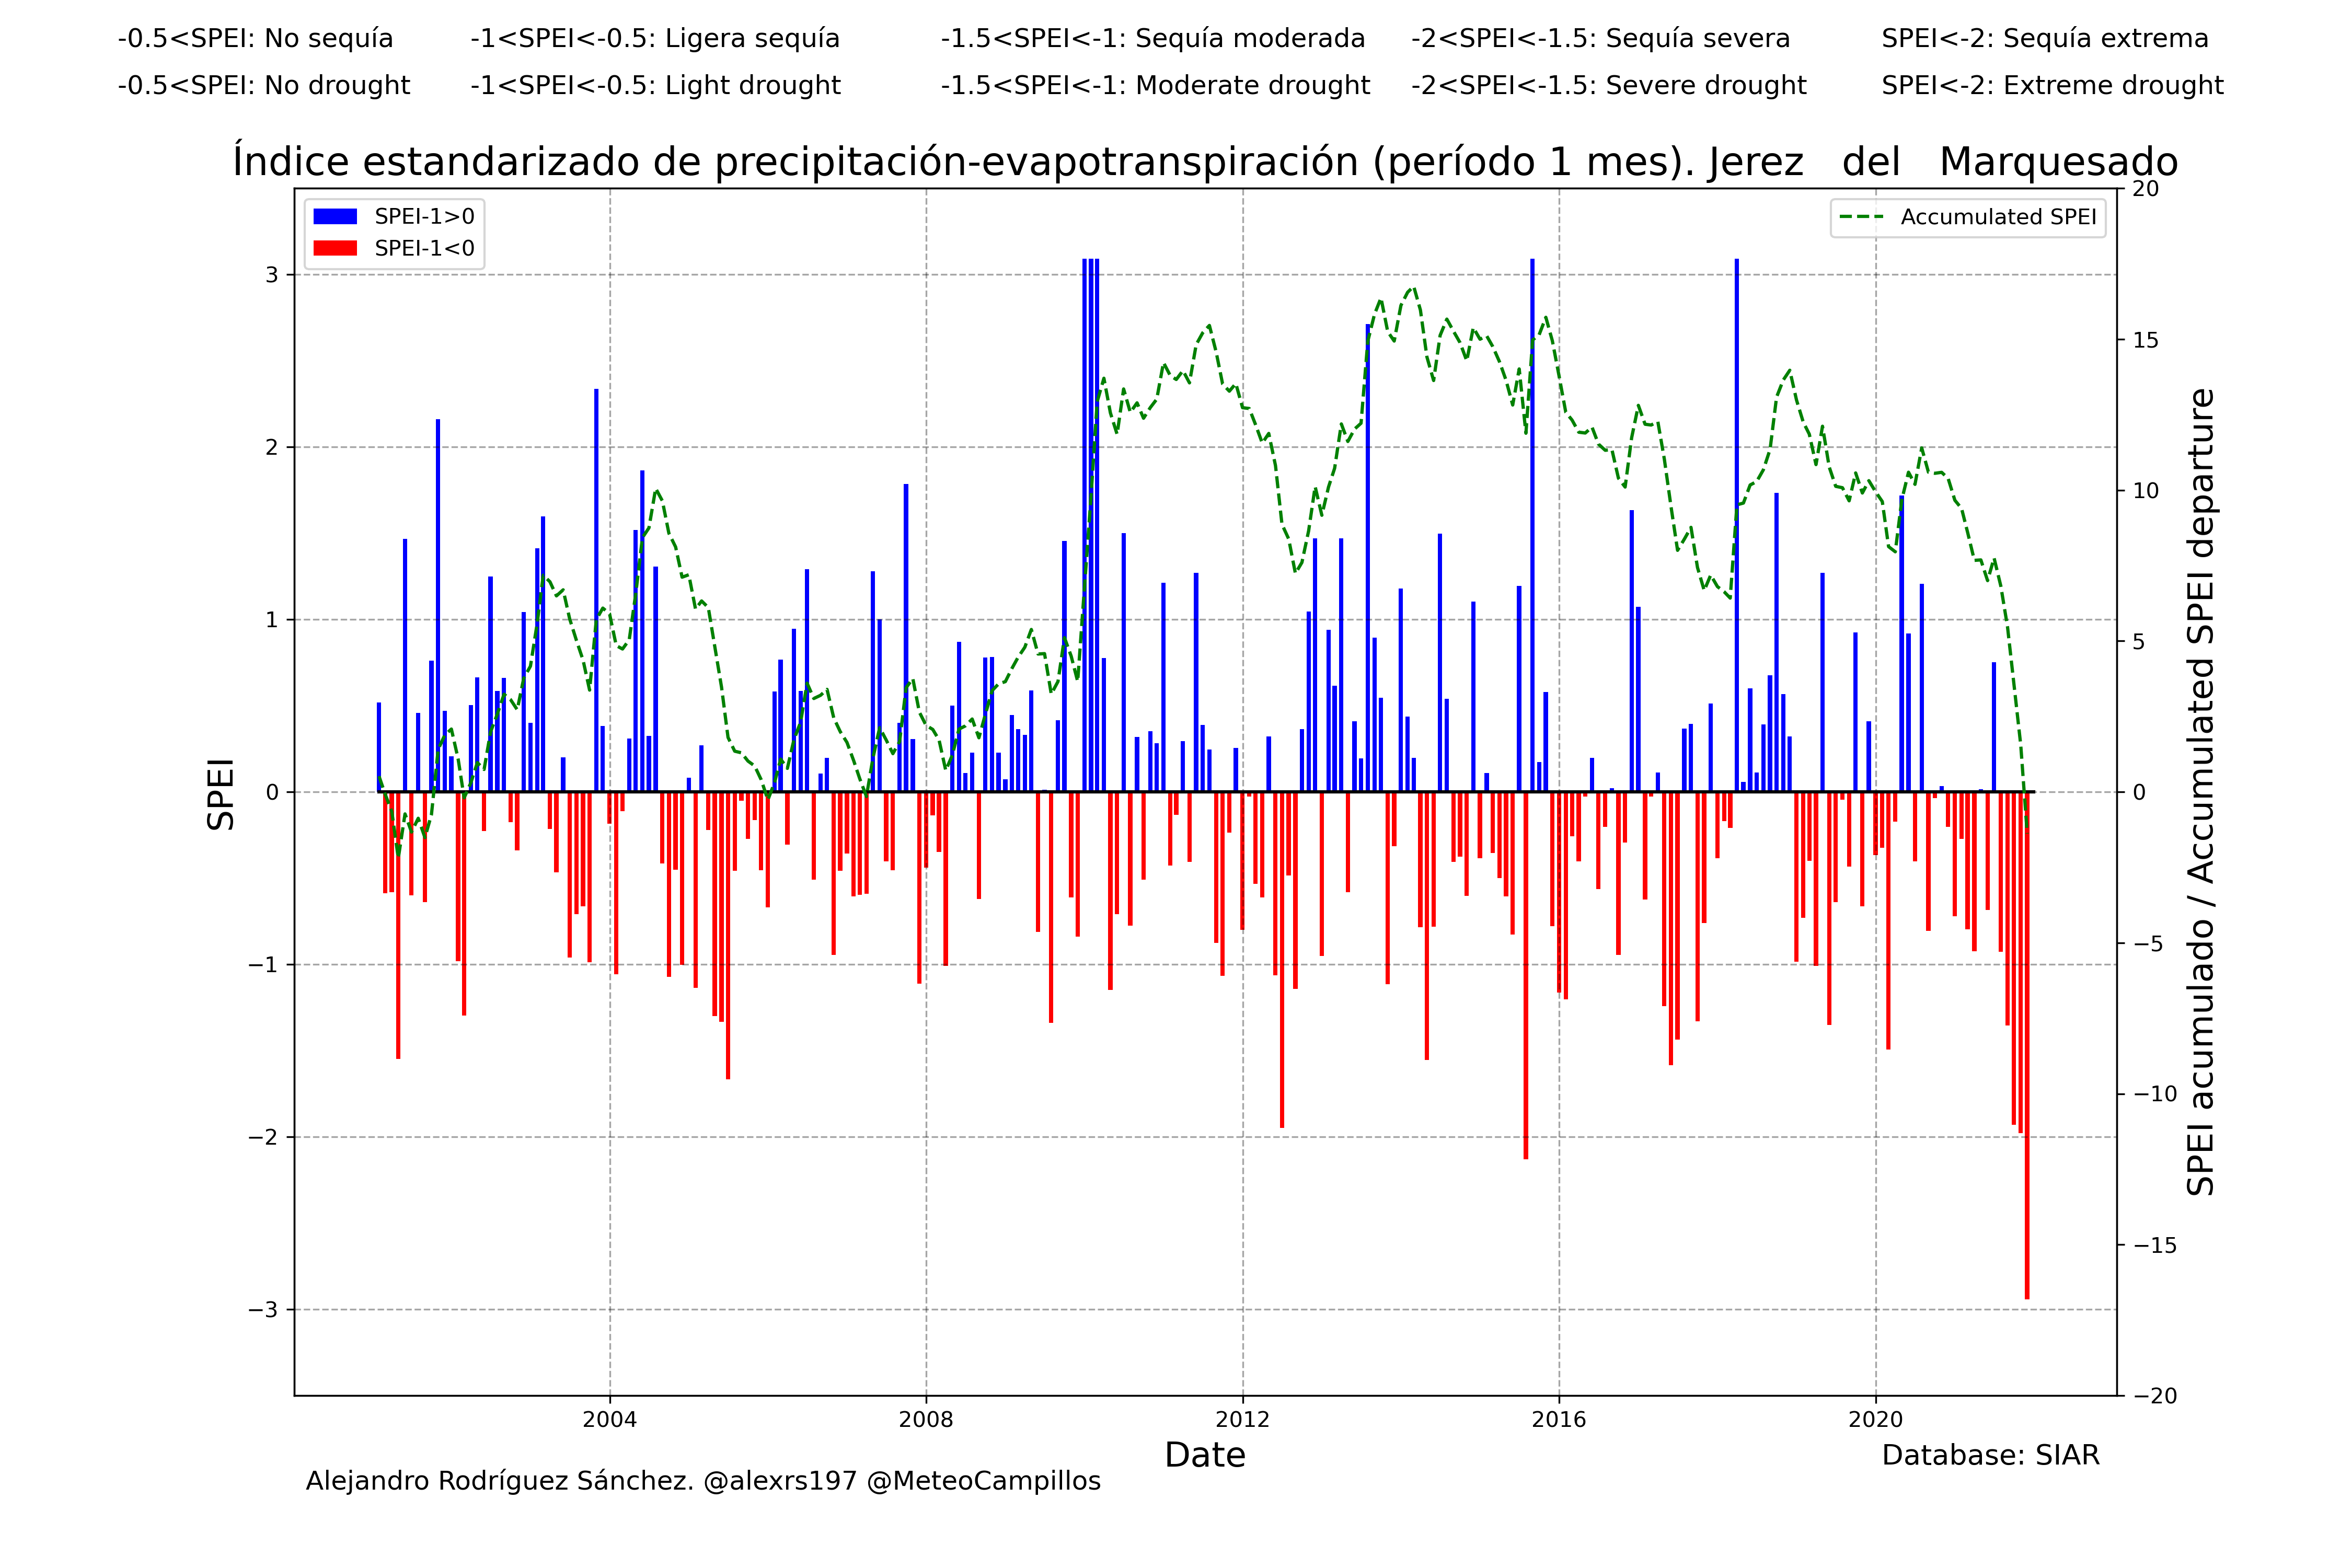 -0.5<SPEI: No sequía -1<SPEI<-0.5: Ligera sequía -1.5<SPEI<-1: Sequía moderada -2<SPEI<-1.5: Sequía severa SPEI<-2: Sequía extrema
-0.5<SPEI: No drought -1<SPEI<-0.5: Light drought -1.5<SPEI<-1: Moderate drought -2<SPEI<-1.5: Severe drought SPEI<-2: Extreme drought
Índice estandarizado de precipitación-evapotranspiración (período 1 mes). Jerez del Marquesado
SPEI-1>0
SPEI-1<0
Accumulated SPEI
SPEI
3
2
1
0
−1
−2
−3
20
15
10
5
0
−5
−10
−15
−20
SPEI acumulado / Accumulated SPEI departure
2004 2008 2012 2016 2020
Date
Database: SIAR
Alejandro Rodríguez Sánchez. @alexrs197 @MeteoCampillos